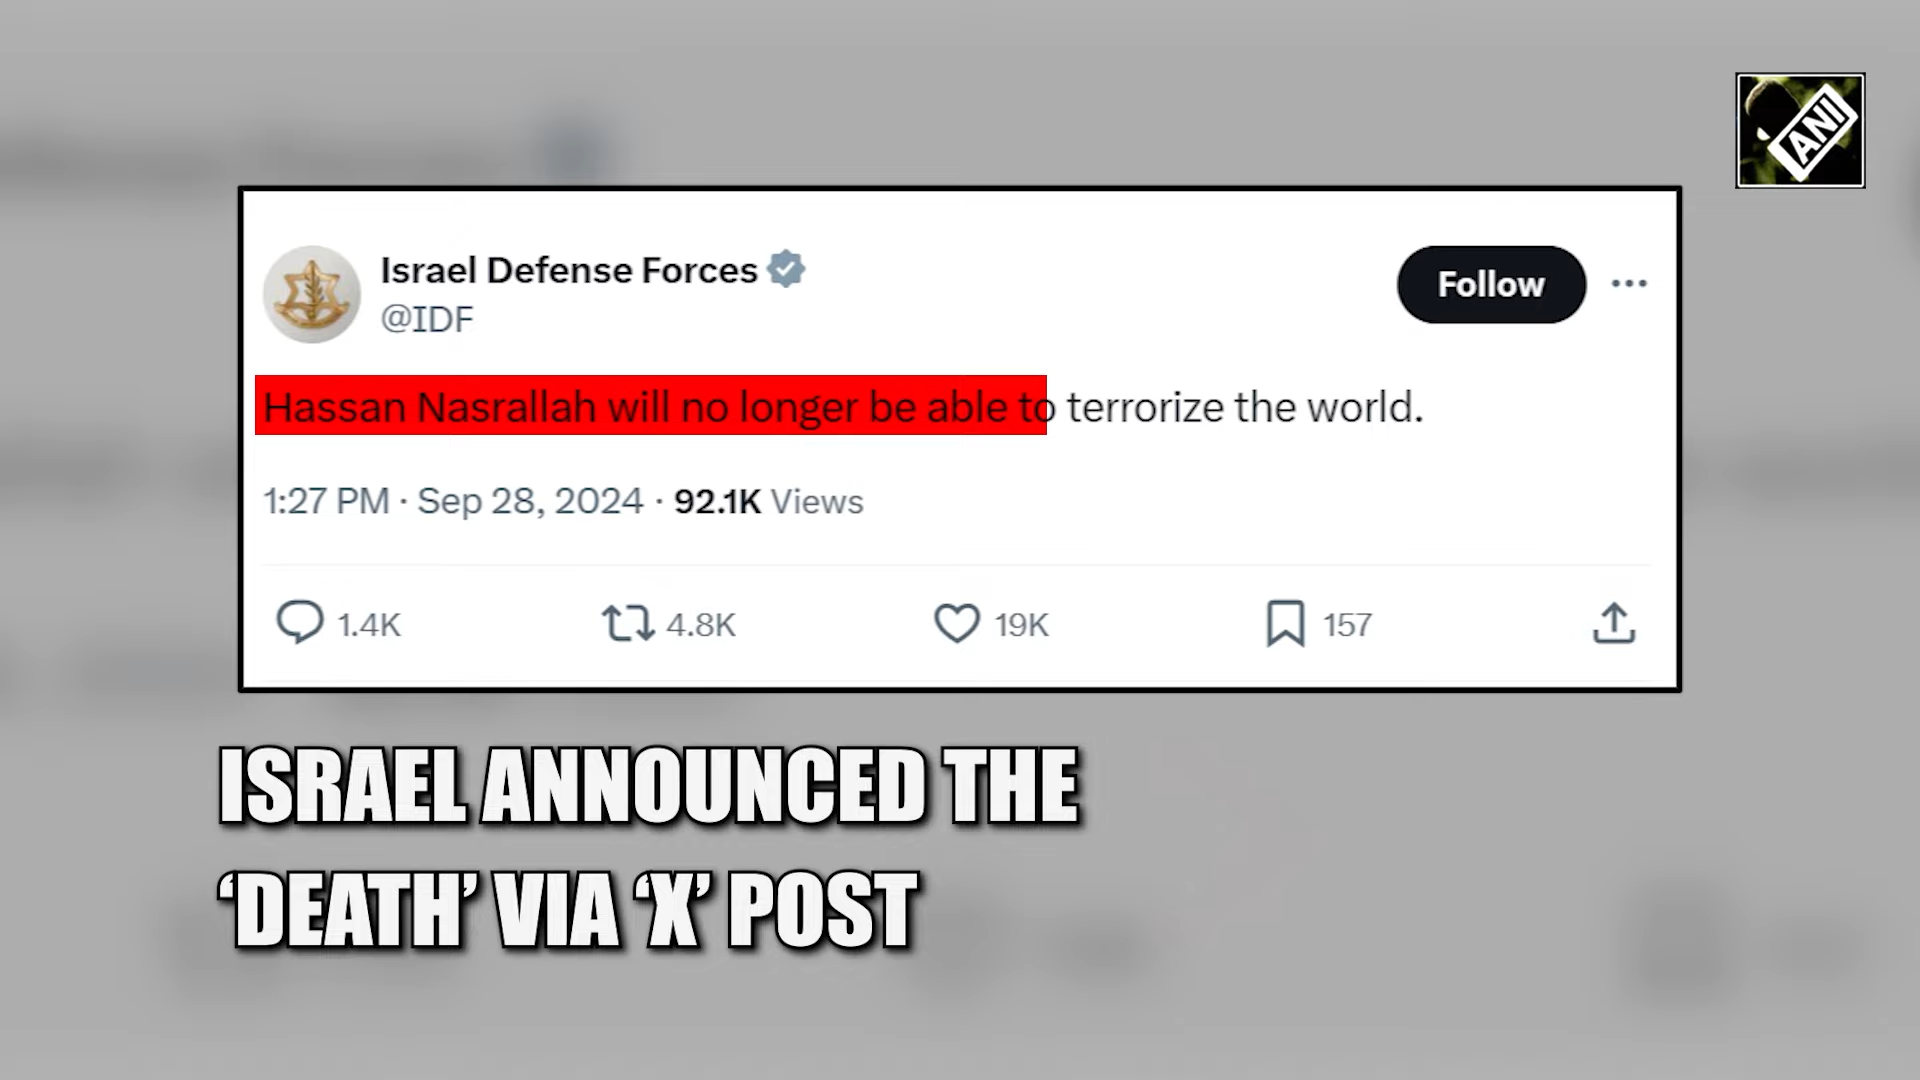 ANI
Israel Defense Forces
@IDF
Follow
Hassan Nasrallah will no longer be able to terrorize the world.
1:27 PM · Sep 28, 2024 · 92.1K Views
1.4K 4.8K 19K 157
ISRAEL ANNOUNCED THE
‘DEATH’ VIA ‘X’ POST